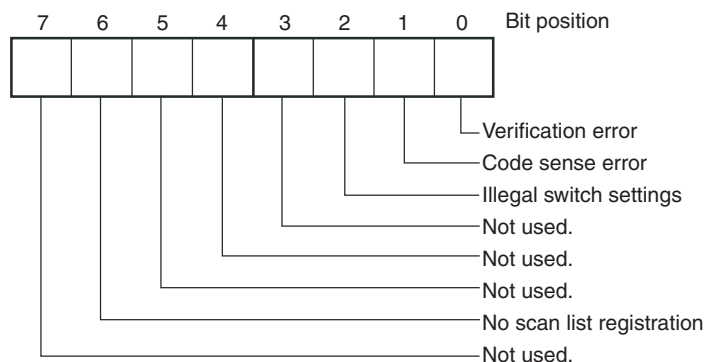 7 6 5 4 3 2 1 0 Bit position
Verification error
Code sense error
Illegal switch settings
Not used.
Not used.
Not used.
No scan list registration
Not used.